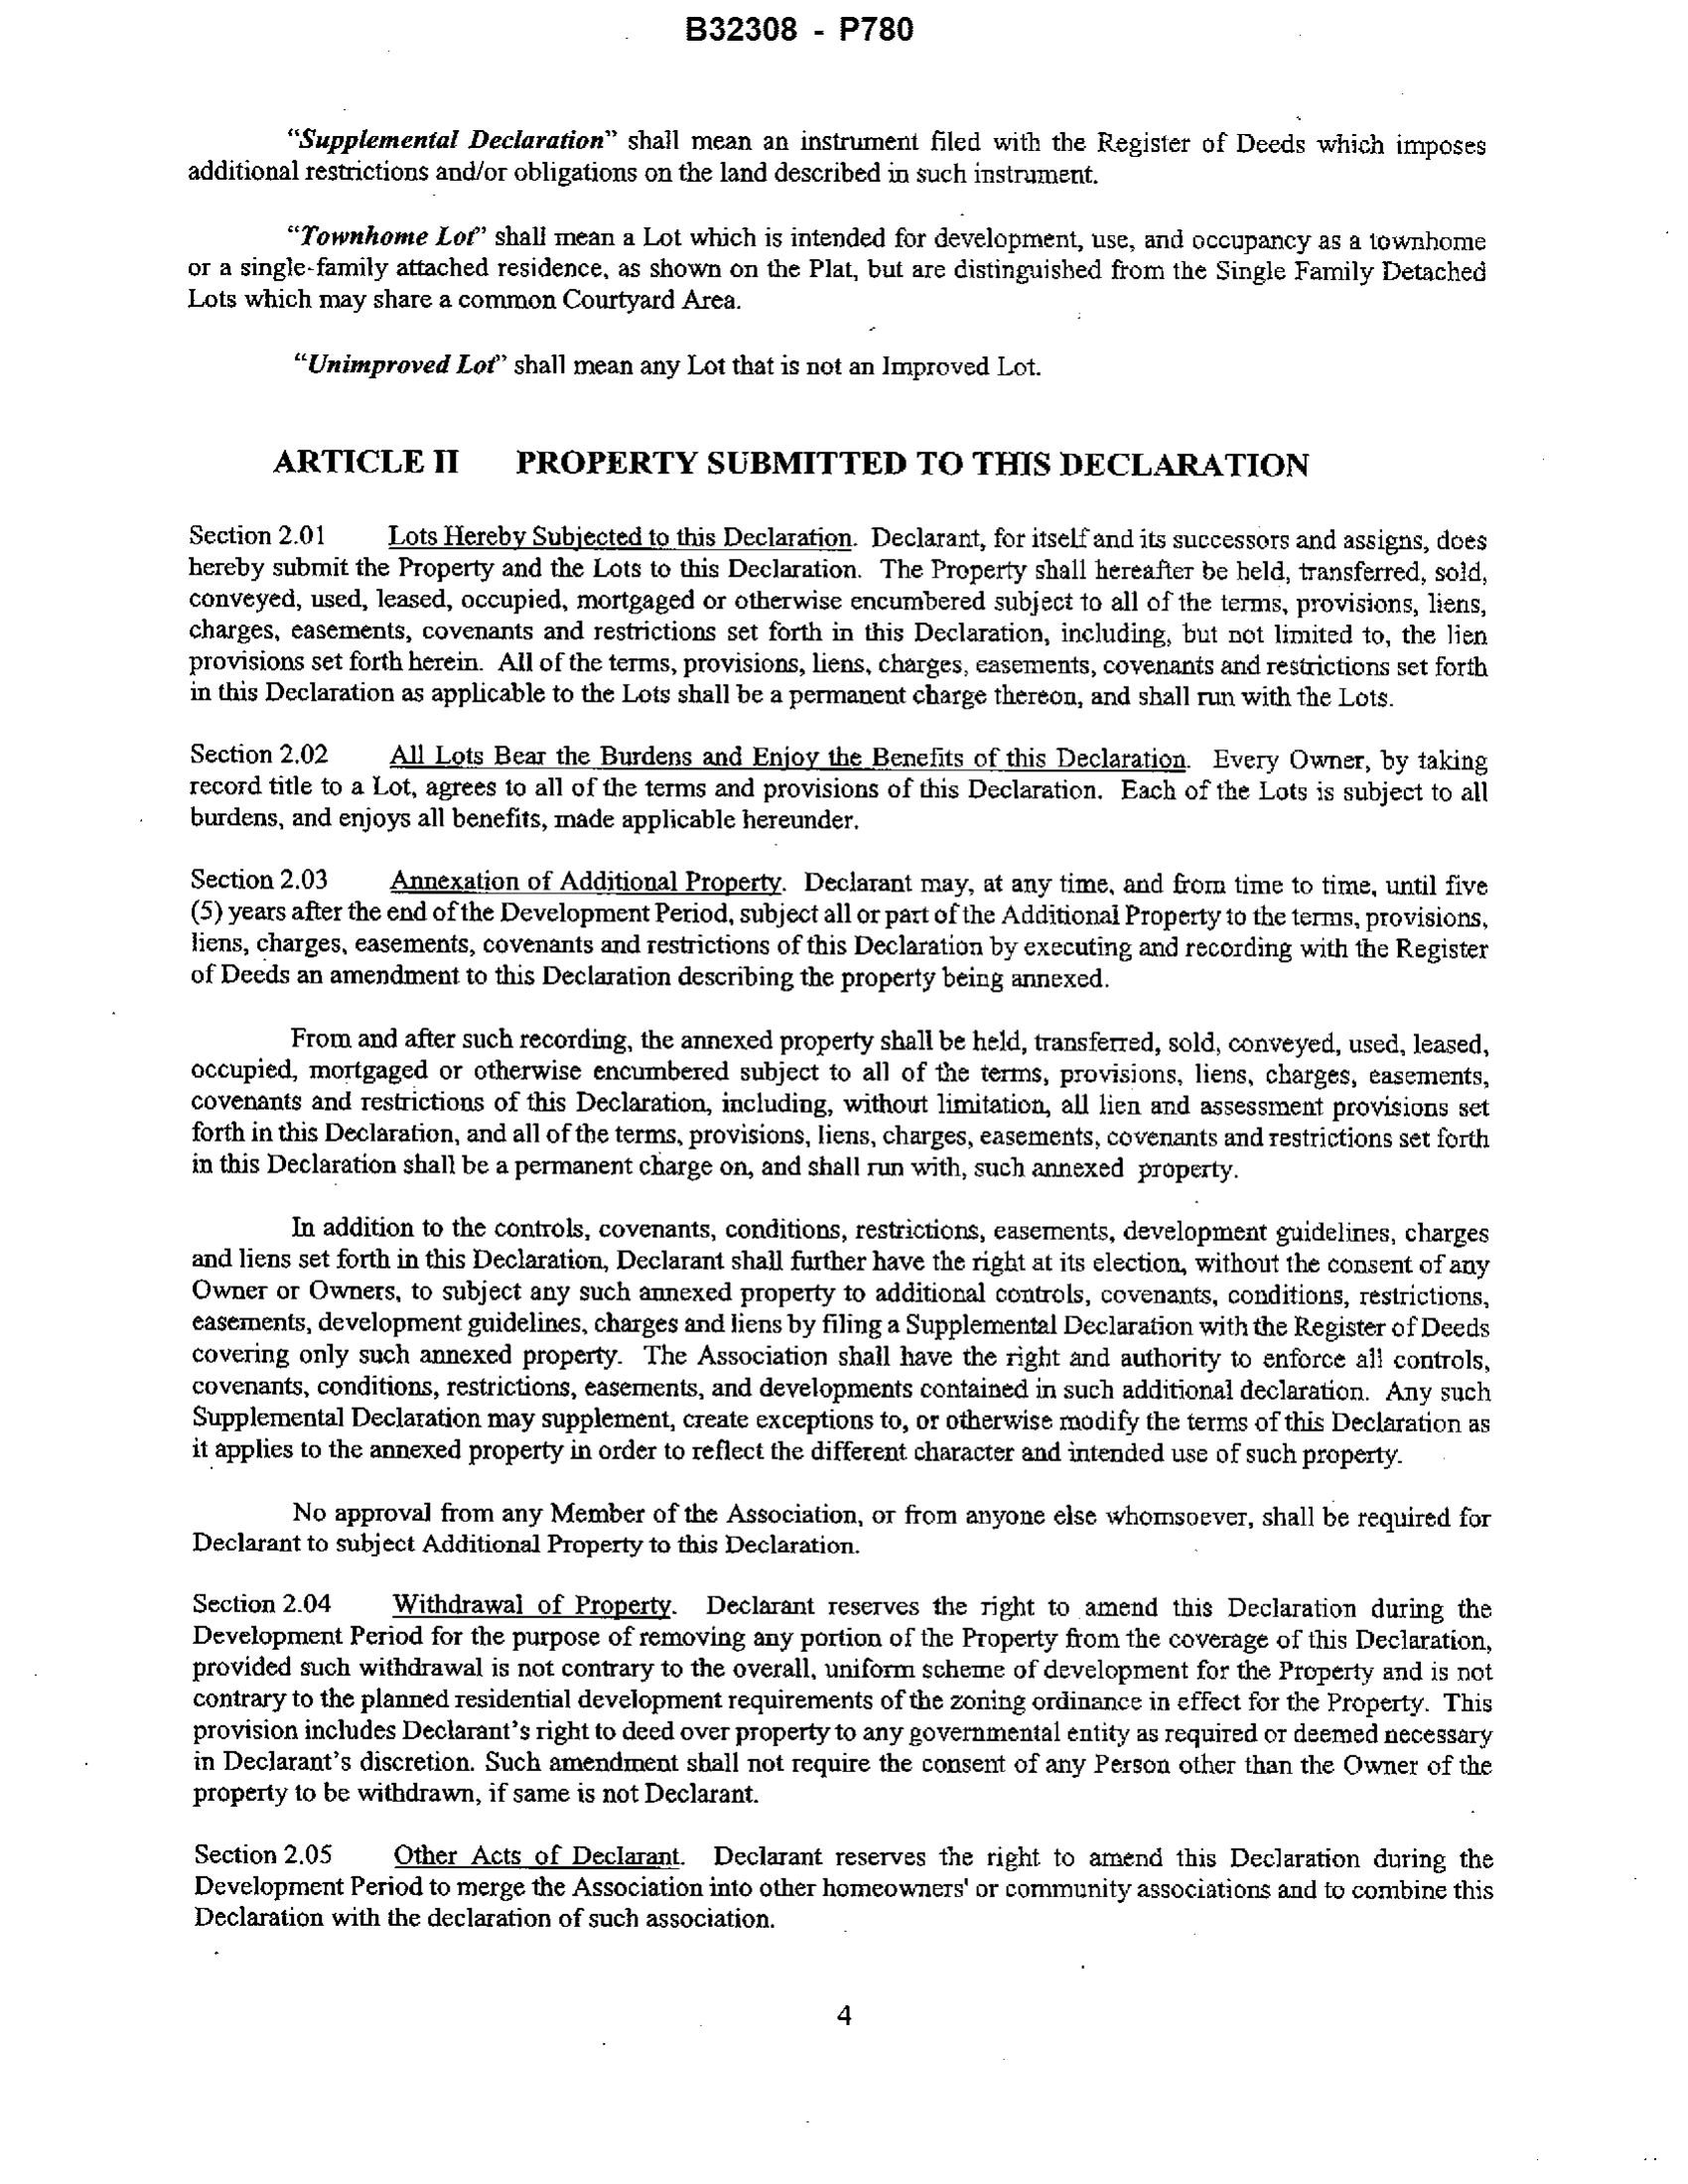 B32308 - P780
“Supplemental Declaration” shall mean an instrument filed with the Register of Deeds which imposes
additional restrictions and/or obligations on the land described in such instrument.
“Townhome Lot” shall mean a Lot which is intended for development, use, and occupancy as a townhome
or a single-family attached residence, as shown on the Plat, but are distinguished from the Single Family Detached
Lots which may share a common Courtyard Area.
“Unimproved Lot” shall mean any Lot that is not an Improved Lot.
ARTICLE II PROPERTY SUBMITTED TO THIS DECLARATION
Section 2.01 Lots Hereby Subjected to this Declaration. Declarant, for itself and its successors and assigns, does
hereby submit the Property and the Lots to this Declaration. The Property shall hereafter be held, transferred, sold,
conveyed, used, leased, occupied, mortgaged or otherwise encumbered subject to all of the terms, provisions, liens,
charges, easements, covenants and restrictions set forth in this Declaration, including, but not limited to, the lien
provisions set forth herein. All of the terms, provisions, liens, charges, easements, covenants and restrictions set forth
in this Declaration as applicable to the Lots shall be a permanent charge thereon, and shall run with the Lots.
Section 2.02 All Lots Bear the Burdens and Enjoy the Benefits of this Declaration. Every Owner, by taking
record title to a Lot, agrees to all of the terms and provisions of this Declaration. Each of the Lots is subject to all
burdens, and enjoys all benefits, made applicable hereunder.
Section 2.03 Annexation of Additional Property. Declarant may, at any time, and from time to time, until five
(5) years after the end of the Development Period, subject all or part of the Additional Property to the terms, provisions,
liens, charges, easements, covenants and restrictions of this Declaration by executing and recording with the Register
of Deeds an amendment to this Declaration describing the property being annexed.
From and after such recording, the annexed property shall be held, transferred, sold, conveyed, used, leased,
occupied, mortgaged or otherwise encumbered subject to all of the terms, provisions, liens, charges, easements,
covenants and restrictions of this Declaration, including, without limitation, all lien and assessment provisions set
forth in this Declaration, and all of the terms, provisions, liens, charges, easements, covenants and restrictions set forth
in this Declaration shall be a permanent charge on, and shall run with, such annexed property.
In addition to the controls, covenants, conditions, restrictions, easements, development guidelines, charges
and liens set forth in this Declaration, Declarant shall further have the right at its election, without the consent of any
Owner or Owners, to subject any such annexed property to additional controls, covenants, conditions, restrictions,
easements, development guidelines, charges and liens by filing a Supplemental Declaration with the Register of Deeds
covering only such annexed property. The Association shall have the right and authority to enforce all controls,
covenants, conditions, restrictions, easements, and developments contained in such additional declaration. Any such
Supplemental Declaration may supplement, create exceptions to, or otherwise modify the terms of this Declaration as
it applies to the annexed property in order to reflect the different character and intended use of such property.
No approval from any Member of the Association, or from anyone else whomsoever, shall be required for
Declarant to subject Additional Property to this Declaration.
Section 2.04 Withdrawal of Property. Declarant reserves the right to amend this Declaration during the
Development Period for the purpose of removing any portion of the Property from the coverage of this Declaration,
provided such withdrawal is not contrary to the overall, uniform scheme of development for the Property and is not
contrary to the planned residential development requirements of the zoning ordinance in effect for the Property. This
provision includes Declarant’s right to deed over property to any governmental entity as required or deemed necessary
in Declarant’s discretion. Such amendment shall not require the consent of any Person other than the Owner of the
property to be withdrawn, if same is not Declarant.
Section 2.05 Other Acts of Declarant. Declarant reserves the right to amend this Declaration during the
Development Period to merge the Association into other homeowners' or community associations and to combine this
Declaration with the declaration of such association.
4